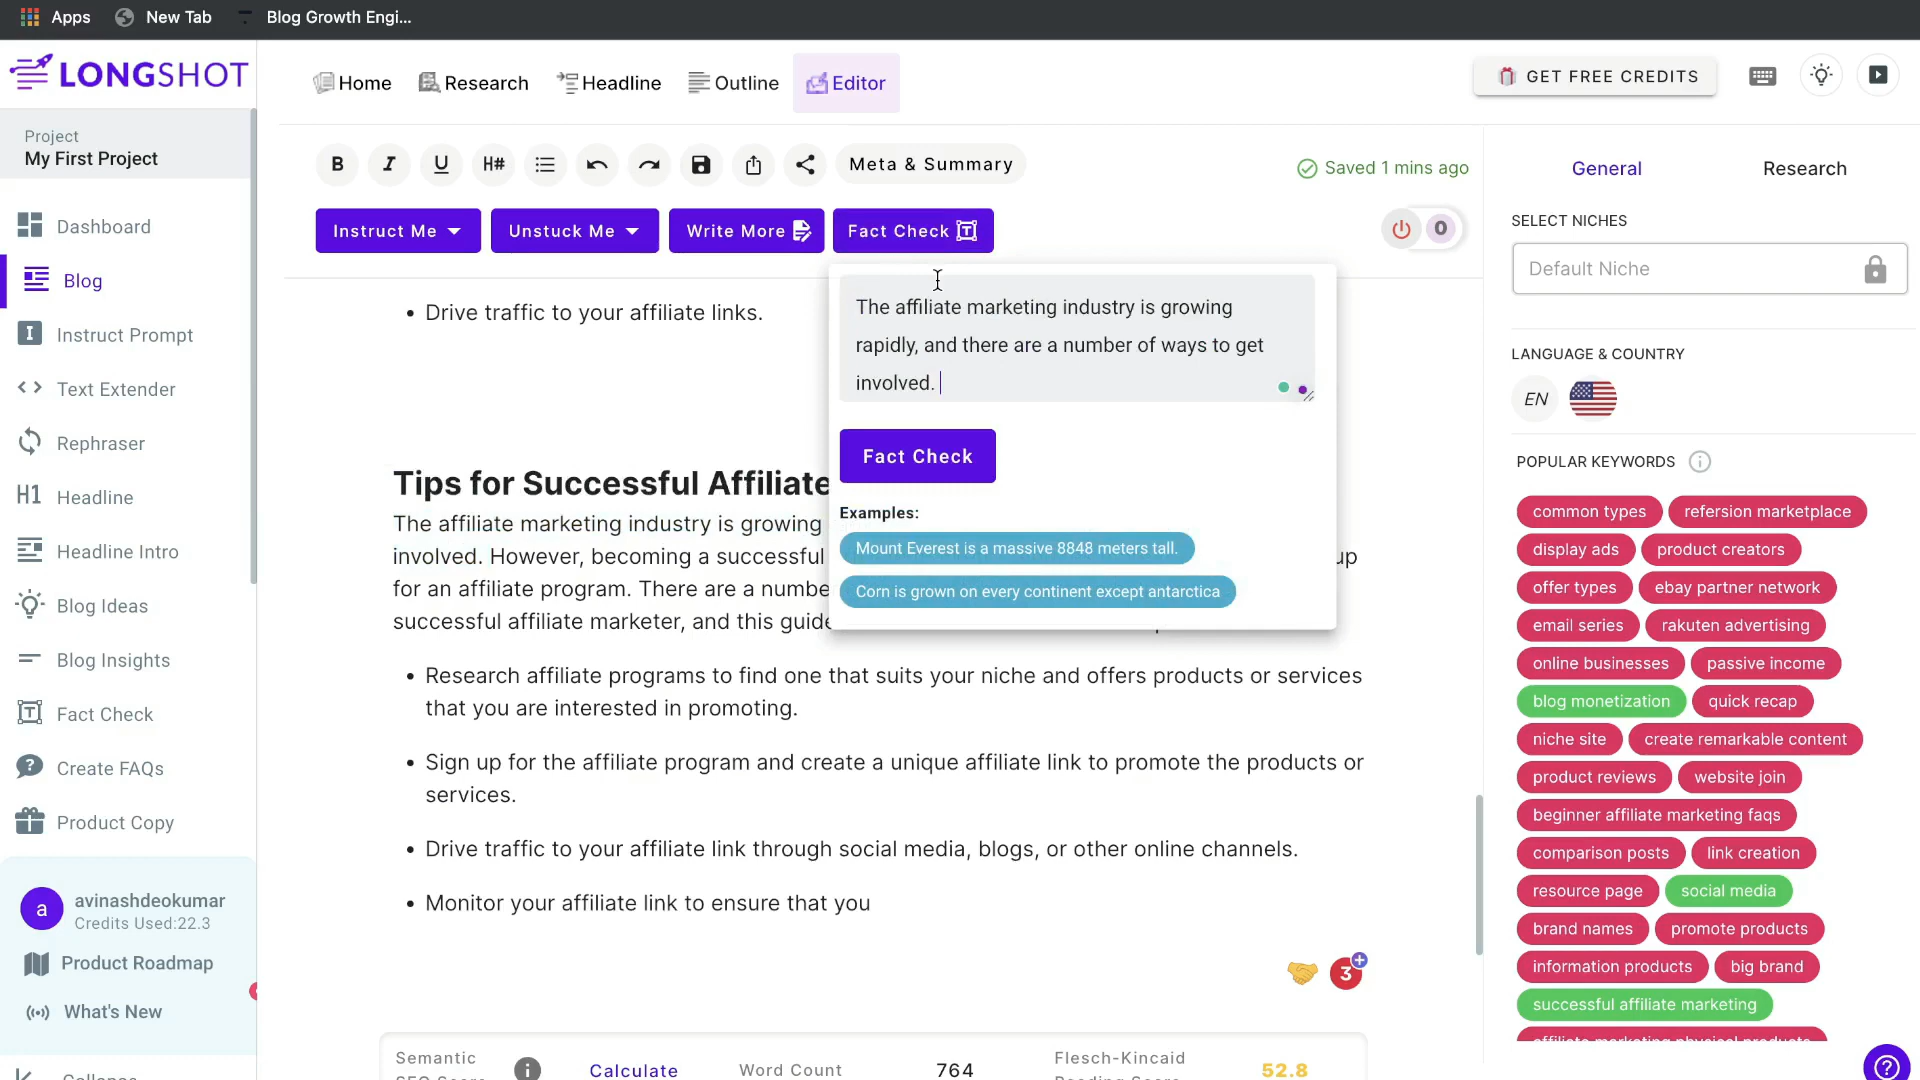 Apps New Tab Blog Growth Engi...
LONGSHOT
Home Research Headline Outline Editor
GET FREE CREDITS
Project
My First Project
B I U H# Meta & Summary
Saved 1 mins ago
General Research
Instruct Me Unstuck Me Write More Fact Check
0
SELECT NICHES
Default Niche
Dashboard
Blog
Instruct Prompt
Text Extender
Rephraser
H1 Headline
Headline Intro
Blog Ideas
Blog Insights
Fact Check
Create FAQs
Product Copy
a avinashdeokumar
Credits Used:22.3
Product Roadmap
What's New
Collapse
• Drive traffic to your affiliate links.
The affiliate marketing industry is growing
rapidly, and there are a number of ways to get
involved.
Fact Check
Examples:
Mount Everest is a massive 8848 meters tall.
Corn is grown on every continent except antarctica
Tips for Successful Affiliate
The affiliate marketing industry is growing
involved. However, becoming a successful up
for an affiliate program. There are a numbe
successful affiliate marketer, and this guide
• Research affiliate programs to find one that suits your niche and offers products or services
that you are interested in promoting.
• Sign up for the affiliate program and create a unique affiliate link to promote the products or
services.
• Drive traffic to your affiliate link through social media, blogs, or other online channels.
• Monitor your affiliate link to ensure that you
3
Semantic
SEO Score Calculate Word Count 764
Flesch-Kincaid
Reading Score 52.8
LANGUAGE & COUNTRY
EN
POPULAR KEYWORDS
common types refersion marketplace
display ads product creators
offer types ebay partner network
email series rakuten advertising
online businesses passive income
blog monetization quick recap
niche site create remarkable content
product reviews website join
beginner affiliate marketing faqs
comparison posts link creation
resource page social media
brand names promote products
information products big brand
successful affiliate marketing
affiliate marketing physical products